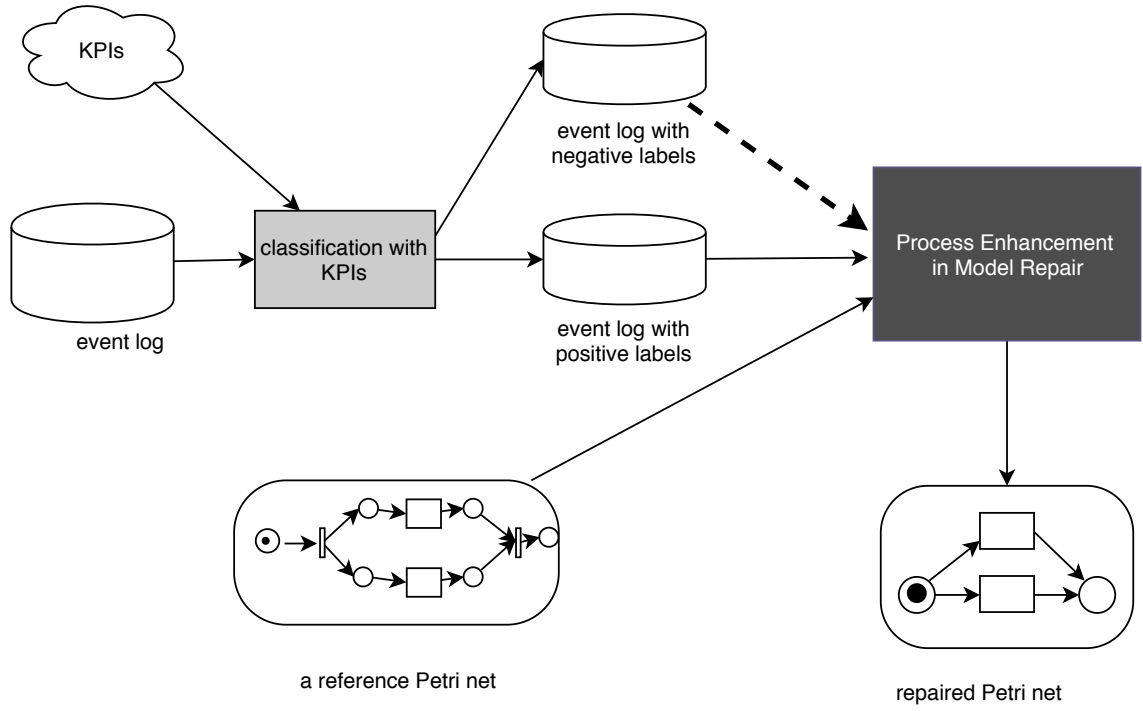 KPIs
event log with
negative labels
classification with
KPIs
Process Enhancement
in Model Repair
event log
event log with
positive labels
a reference Petri net
repaired Petri net